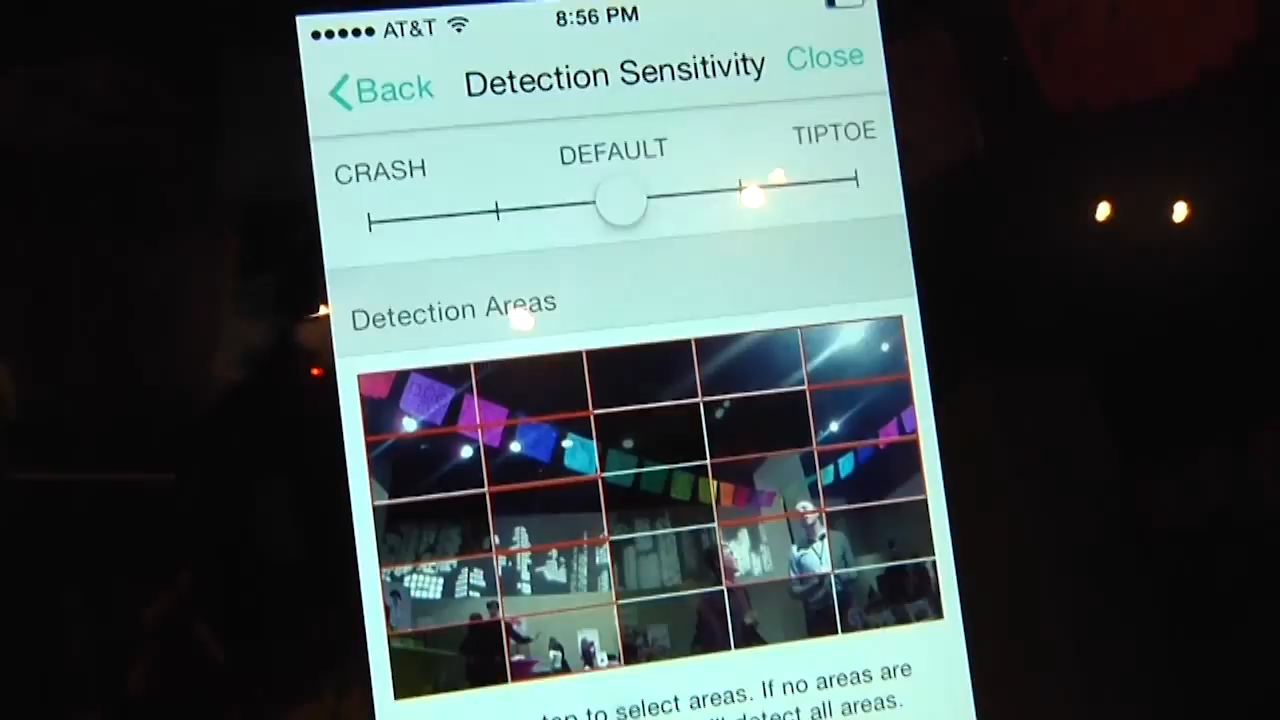 AT&T 8:56 PM
Back Detection Sensitivity Close
CRASH DEFAULT TIPTOE
Detection Areas
to select areas. If no areas are
detect all areas.